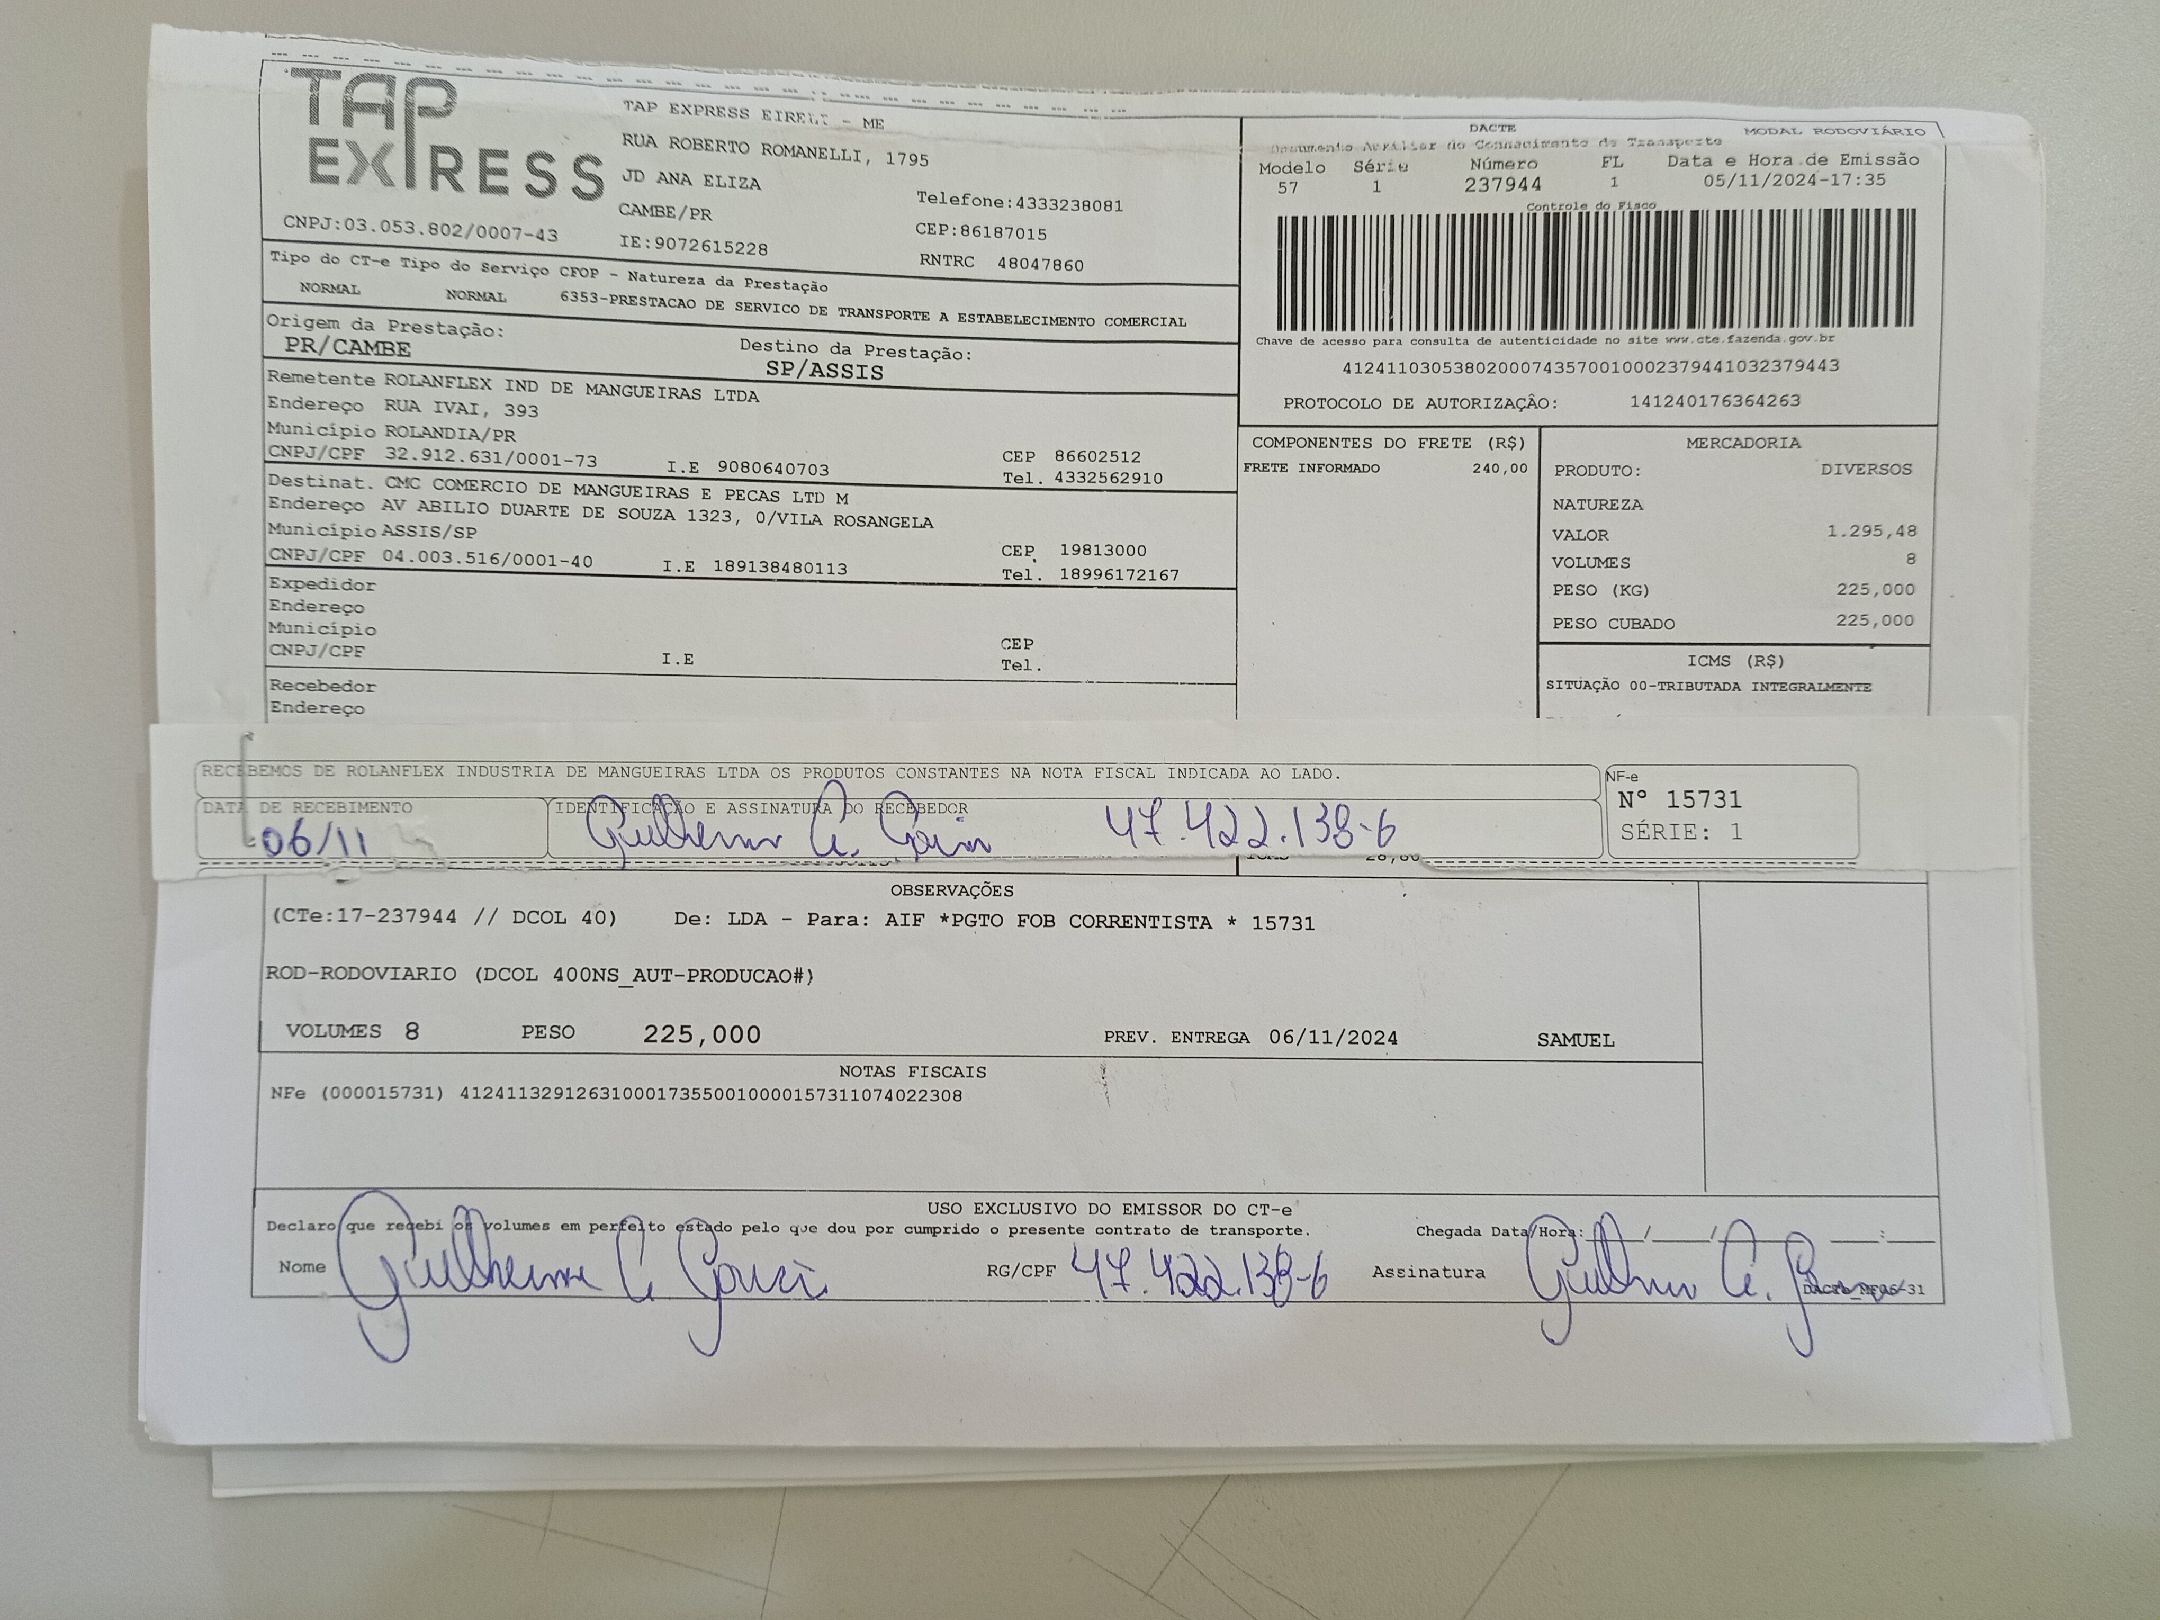 TAP
EXPRESS
TAP EXPRESS EIRELI - ME
RUA ROBERTO ROMANELLI, 1795
JD ANA ELIZA
CAMBE/PR
Telefone:4333238081
CNPJ:03.053.802/0007-43
IE:9072615228
CEP:86187015
RNTRC 48047860
DACTE
MODAL RODOVIÁRIO
Documento Auxiliar do Conhecimento de Transporte
Modelo Série Número FL Data e Hora de Emissão
57 1 237944 1 05/11/2024-17:35
Controle do Fisco
Chave de acesso para consulta de autenticidade no site www.cte.fazenda.gov.br
41241103053802000743570010002379441032379443
PROTOCOLO DE AUTORIZAÇÃO: 141240176364263
Tipo do CT-e Tipo do Serviço CFOP - Natureza da Prestação
NORMAL NORMAL 6353-PRESTACAO DE SERVICO DE TRANSPORTE A ESTABELECIMENTO COMERCIAL
Origem da Prestação:
PR/CAMBE
Destino da Prestação:
SP/ASSIS
Remetente ROLANFLEX IND DE MANGUEIRAS LTDA
Endereço RUA IVAI, 393
Município ROLANDIA/PR
CNPJ/CPF 32.912.631/0001-73 I.E 9080640703
CEP 86602512
Tel. 4332562910
Destinat. CMC COMERCIO DE MANGUEIRAS E PECAS LTD M
Endereço AV ABILIO DUARTE DE SOUZA 1323, 0/VILA ROSANGELA
Município ASSIS/SP
CNPJ/CPF 04.003.516/0001-40 I.E 189138480113
CEP 19813000
Tel. 18996172167
Expedidor
Endereço
Município
CNPJ/CPF I.E
CEP
Tel.
Recebedor
Endereço
COMPONENTES DO FRETE (R$)
FRETE INFORMADO 240,00
MERCADORIA
PRODUTO: DIVERSOS
NATUREZA
VALOR 1.295,48
VOLUMES 8
PESO (KG) 225,000
PESO CUBADO 225,000
ICMS (R$)
SITUAÇÃO 00-TRIBUTADA INTEGRALMENTE
RECEBEMOS DE ROLANFLEX INDUSTRIA DE MANGUEIRAS LTDA OS PRODUTOS CONSTANTES NA NOTA FISCAL INDICADA AO LADO.
DATA DE RECEBIMENTO
06/11
IDENTIFICAÇÃO E ASSINATURA DO RECEBEDOR
Guilherme C. 47.422.138-6
NF-e
Nº 15731
SÉRIE: 1
OBSERVAÇÕES
(CTe:17-237944 // DCOL 40) De: LDA - Para: AIF *PGTO FOB CORRENTISTA * 15731
ROD-RODOVIARIO (DCOL 400NS_AUT-PRODUCAO#)
VOLUMES 8 PESO 225,000 PREV. ENTREGA 06/11/2024 SAMUEL
NOTAS FISCAIS
NFe (000015731) 41241132912631000173550010000157311074022308
USO EXCLUSIVO DO EMISSOR DO CT-e
Declaro que recebi os volumes em perfeito estado pelo que dou por cumprido o presente contrato de transporte. Chegada Data/Hora: __/__/__ __:__
Nome Guilherme C. RG/CPF 47.422.138-6 Assinatura Guilherme C.